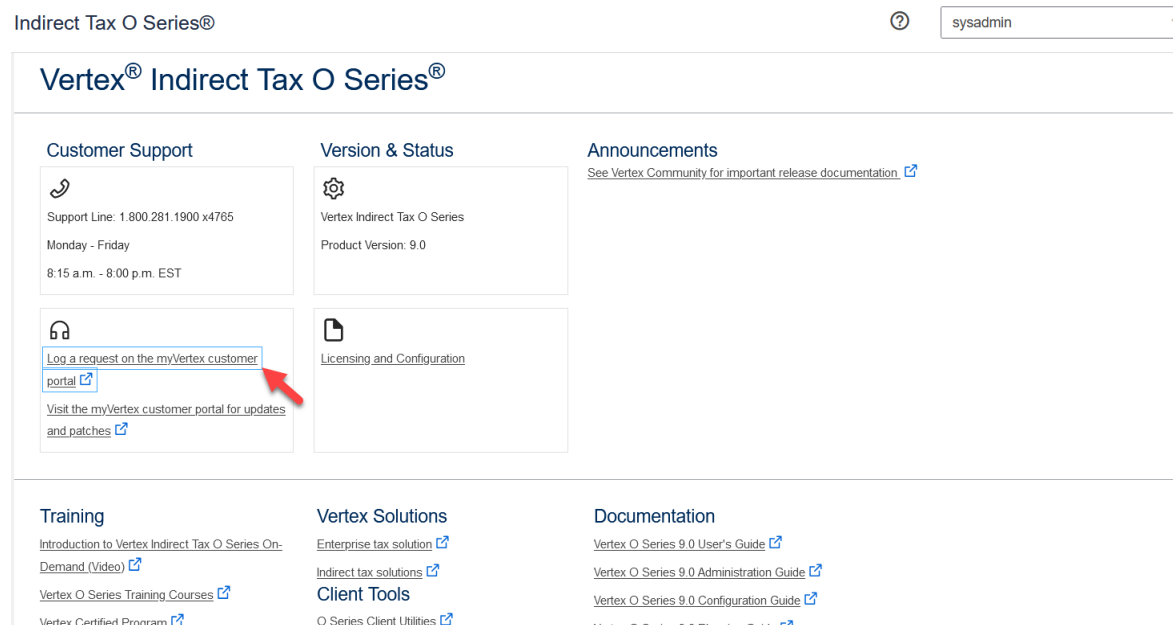 Indirect Tax O Series®
sysadmin
Vertex® Indirect Tax O Series®
Customer Support
Support Line: 1.800.281.1900 x4765
Monday - Friday
8:15 a.m. - 8:00 p.m. EST
Log a request on the myVertex customer
portal
Visit the myVertex customer portal for updates
and patches
Version & Status
Vertex Indirect Tax O Series
Product Version: 9.0
Licensing and Configuration
Announcements
See Vertex Community for important release documentation
Training
Introduction to Vertex Indirect Tax O Series On-
Demand (Video)
Vertex O Series Training Courses
Vertex Certified Program
Vertex Solutions
Enterprise tax solution
Indirect tax solutions
Client Tools
O Series Client Utilities
Documentation
Vertex O Series 9.0 User's Guide
Vertex O Series 9.0 Administration Guide
Vertex O Series 9.0 Configuration Guide